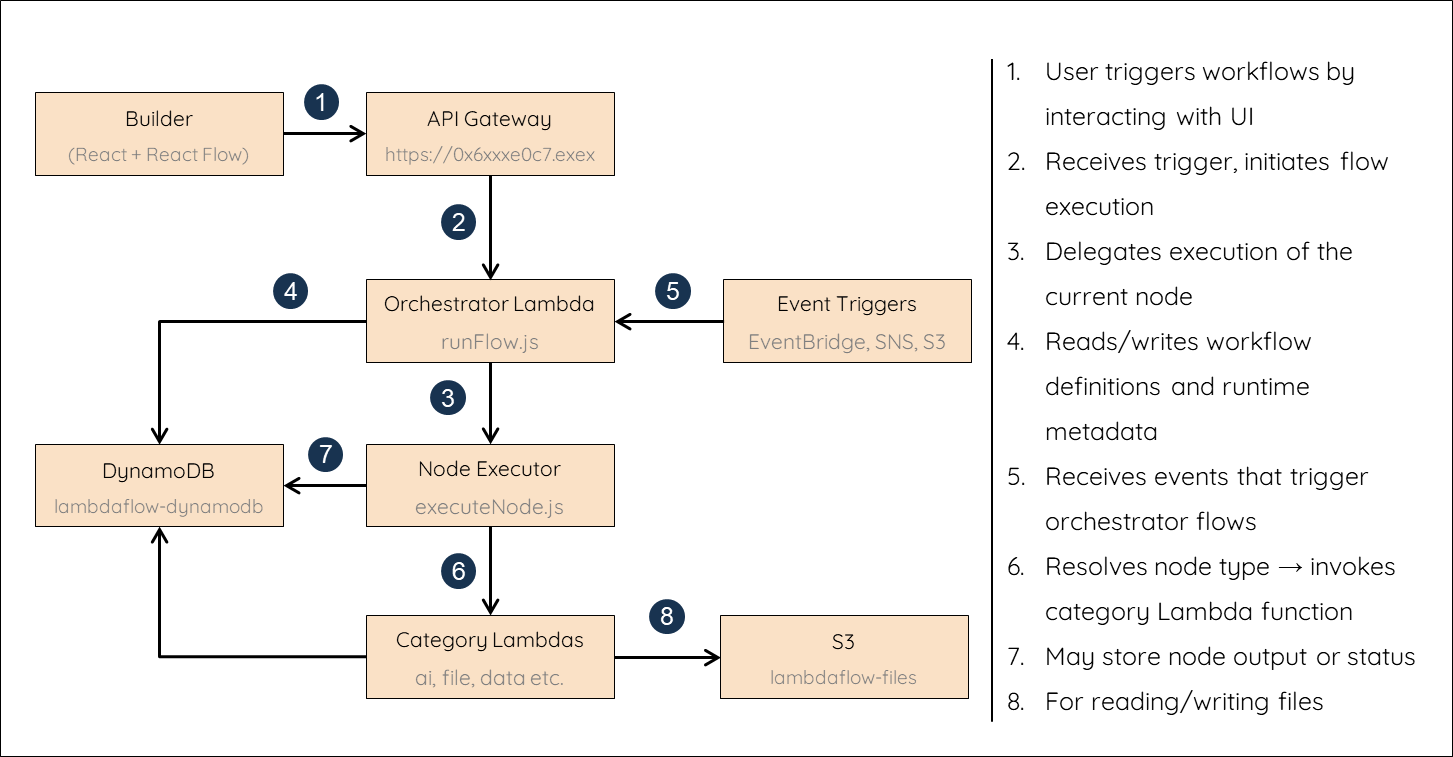 1
Builder
(React + React Flow)
API Gateway
https://0x6xxxe0c7.exex
2
4
Orchestrator Lambda
runFlow.js
5
Event Triggers
EventBridge, SNS, S3
3
DynamoDB
lambdaflow-dynamodb
7
Node Executor
executeNode.js
6
Category Lambdas
ai, file, data etc.
8
S3
lambdaflow-files
1. User triggers workflows by
interacting with UI
2. Receives trigger, initiates flow
execution
3. Delegates execution of the
current node
4. Reads/writes workflow
definitions and runtime
metadata
5. Receives events that trigger
orchestrator flows
6. Resolves node type → invokes
category Lambda function
7. May store node output or status
8. For reading/writing files